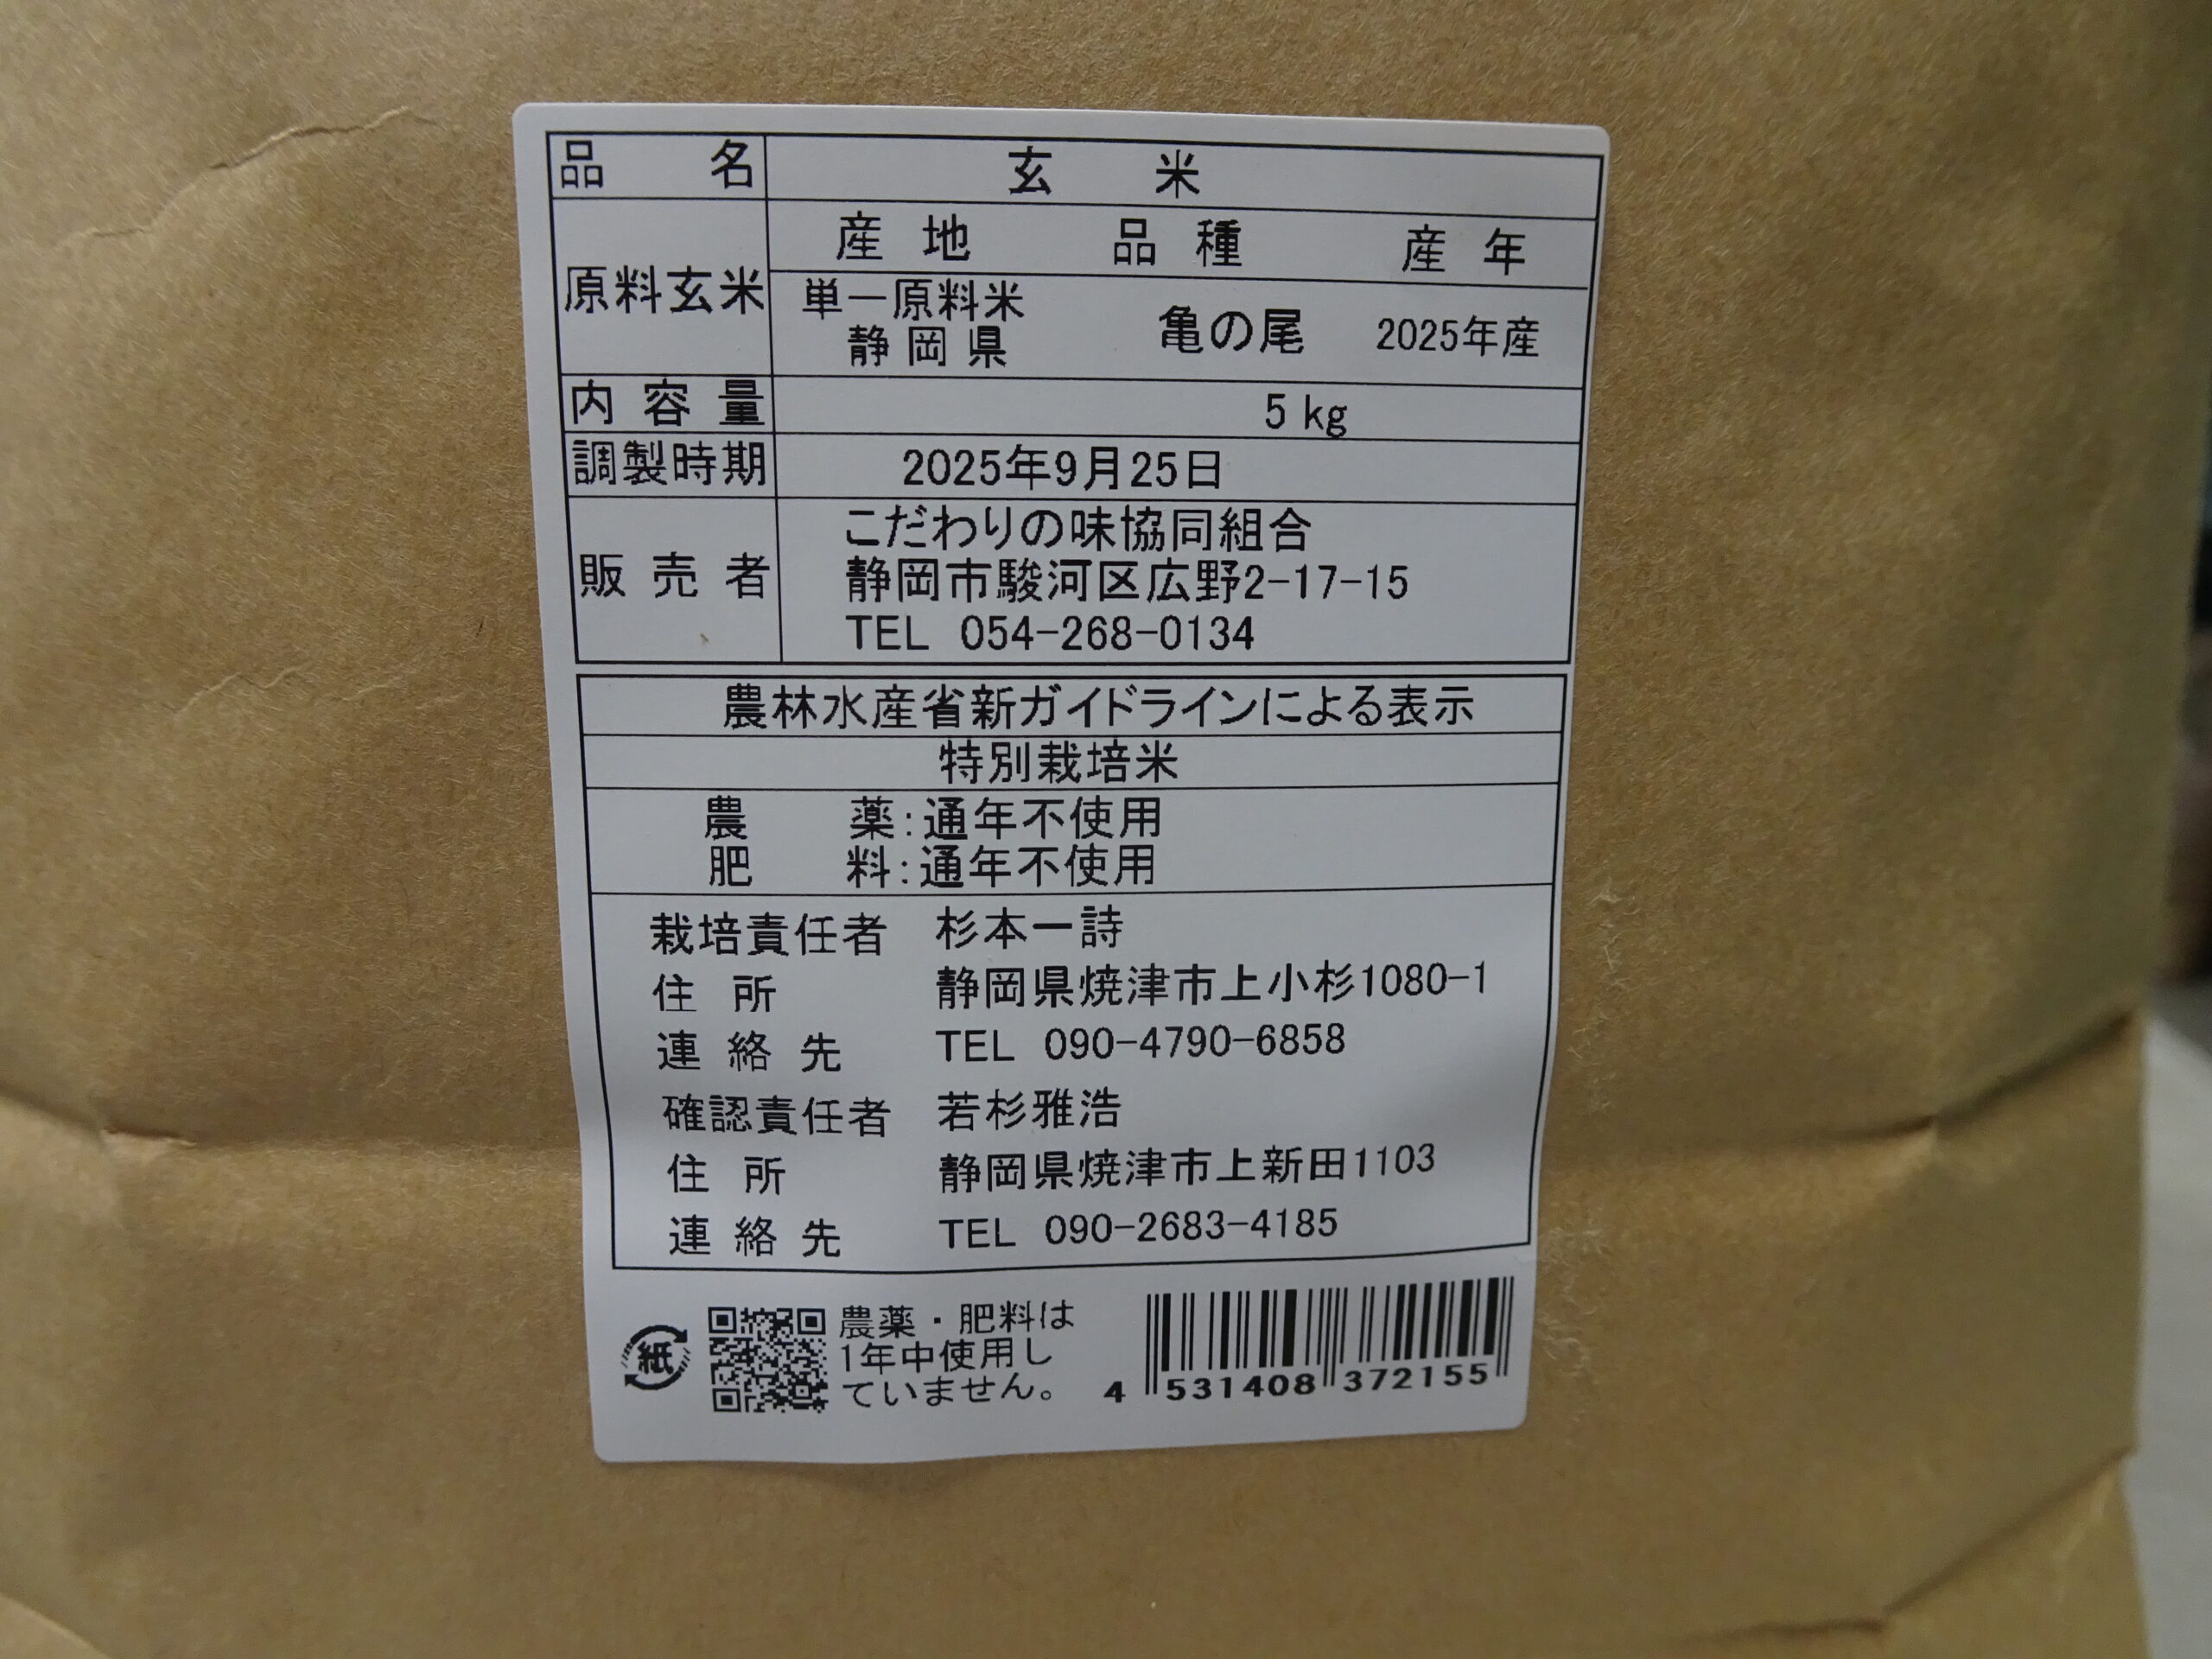 品名 玄米
原料玄米 産地 品種 産年
単一原料米
静岡県 亀の尾 2025年産
内容量 5 kg
調製時期 2025年9月25日
販売者 こだわりの味協同組合
静岡市駿河区広野2-17-15
TEL 054-268-0134
農林水産省新ガイドラインによる表示
特別栽培米
農薬:通年不使用
肥料:通年不使用
栽培責任者 杉本一詩
住所 静岡県焼津市上小杉1080-1
連絡先 TEL 090-4790-6858
確認責任者 若杉雅浩
住所 静岡県焼津市上新田1103
連絡先 TEL 090-2683-4185
紙
農薬・肥料は
1年中使用し
ていません。
4 531408 372155